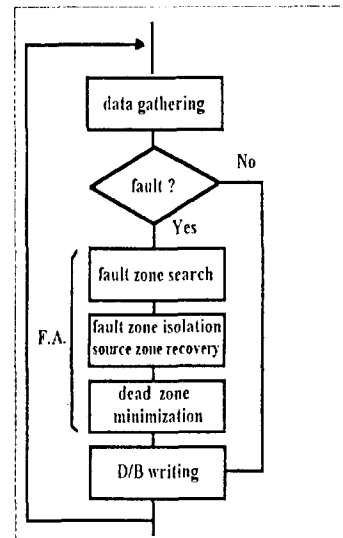 data gathering
No
fault ?
Yes
fault zone search
F.A.
fault zone isolation
source zone recovery
dead zone
minimization
D/B writing